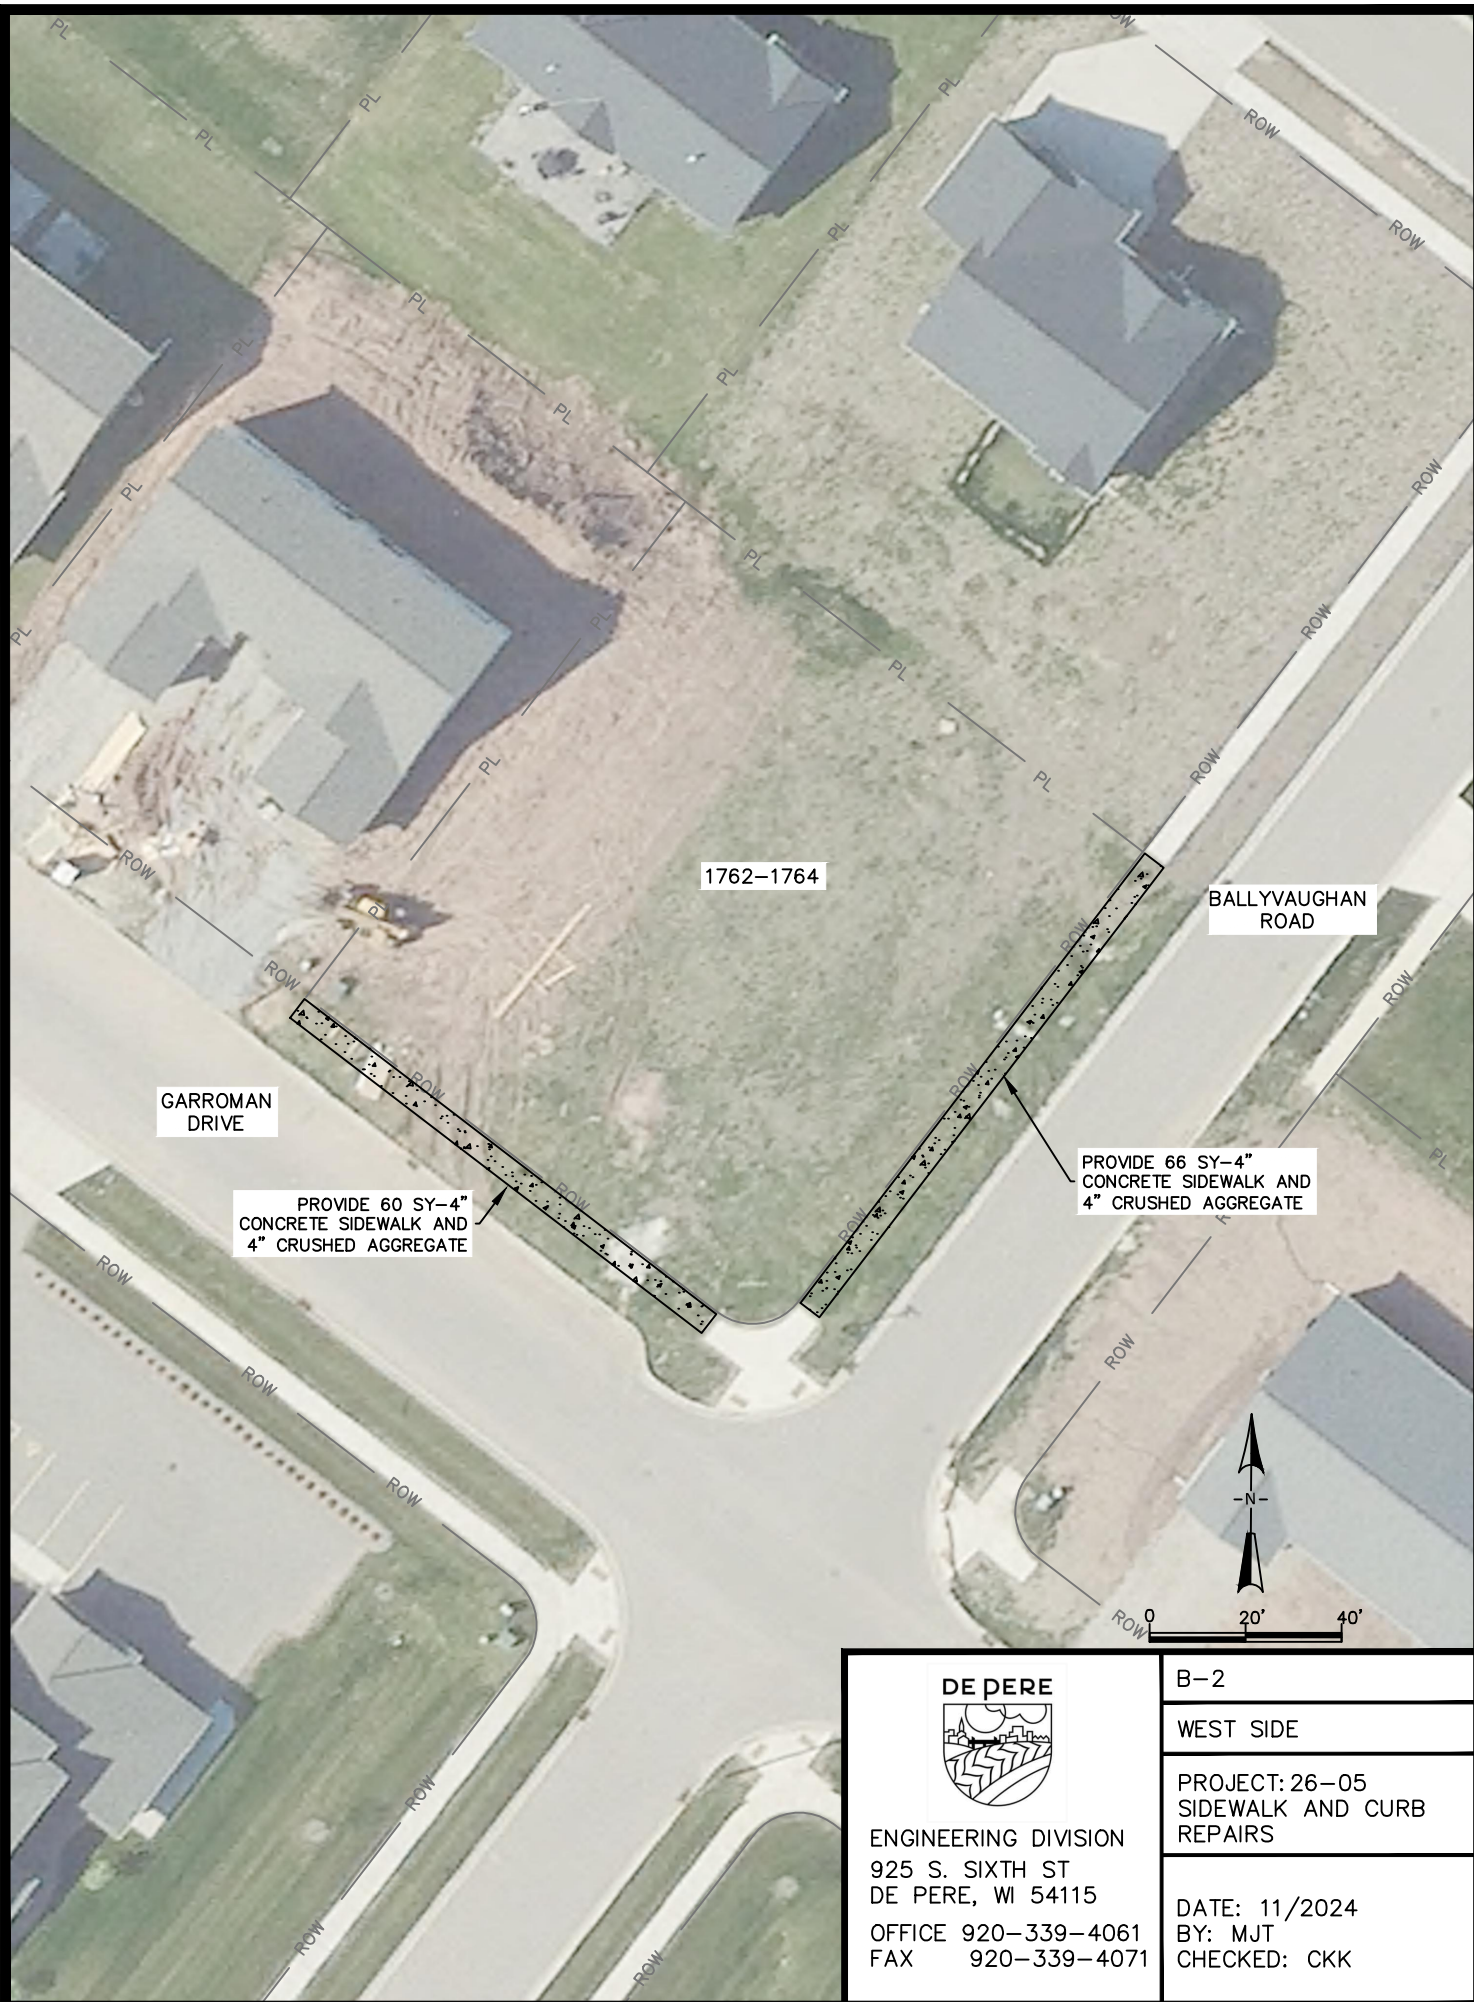 PL
PL
PL
PL
ROW
ROW
ROW
PL
PL
PL
PL
PL
PL
PL
PL
PL
PL
PL
PL
PL
ROW
ROW
ROW
ROW
ROW
1762-1764
BALLYVAUGHAN
ROAD
ROW
ROW
ROW
ROW
ROW
ROW
ROW
GARROMAN
DRIVE
PROVIDE 60 SY-4"
CONCRETE SIDEWALK AND
4" CRUSHED AGGREGATE
PROVIDE 66 SY-4"
CONCRETE SIDEWALK AND
4" CRUSHED AGGREGATE
PL
ROW
ROW
ROW
ROW
ROW
-N-
0 20' 40'
ROW
ROW
ROW
DE PERE
ENGINEERING DIVISION
925 S. SIXTH ST
DE PERE, WI 54115
OFFICE 920-339-4061
FAX 920-339-4071
B-2
WEST SIDE
PROJECT: 26-05
SIDEWALK AND CURB
REPAIRS
DATE: 11/2024
BY: MJT
CHECKED: CKK